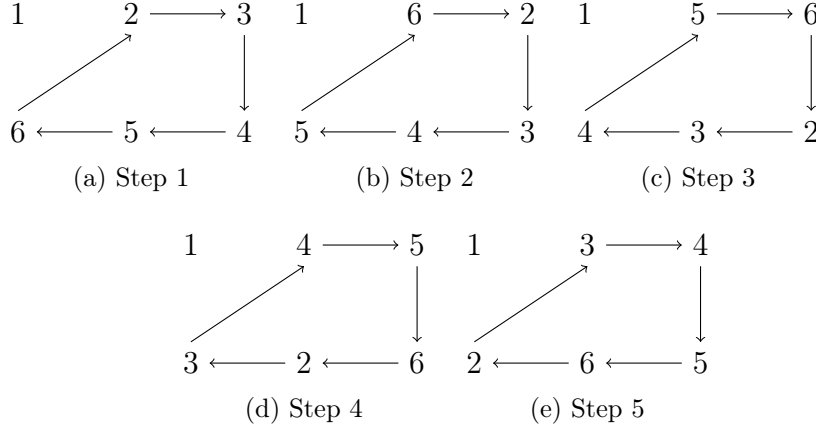 1 2 3 1 6 2 1 5 6
6 5 4 5 4 3 4 3 2
(a) Step 1 (b) Step 2 (c) Step 3
1 4 5 1 3 4
3 2 6 2 6 5
(d) Step 4 (e) Step 5